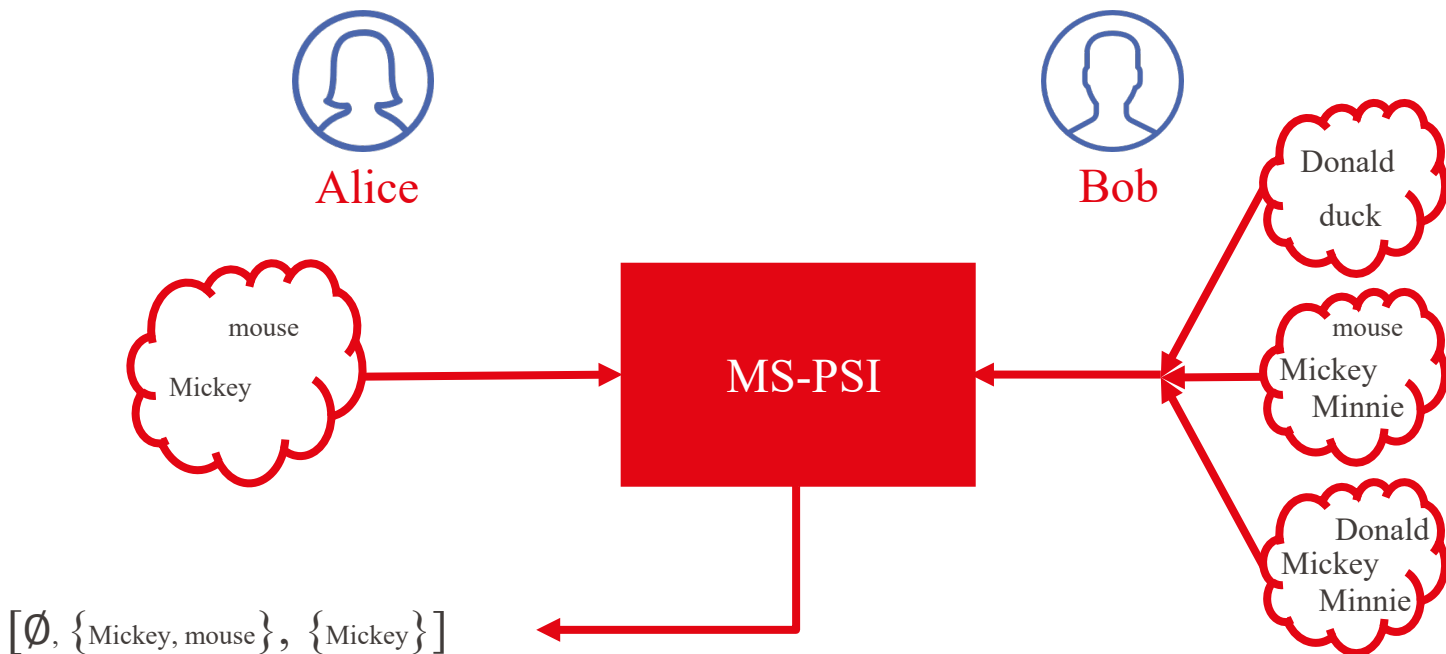 Alice
Bob
mouse
Mickey
MS-PSI
Donald
duck
mouse
Mickey
Minnie
Donald
Mickey
Minnie
[∅, {Mickey, mouse}, {Mickey}]